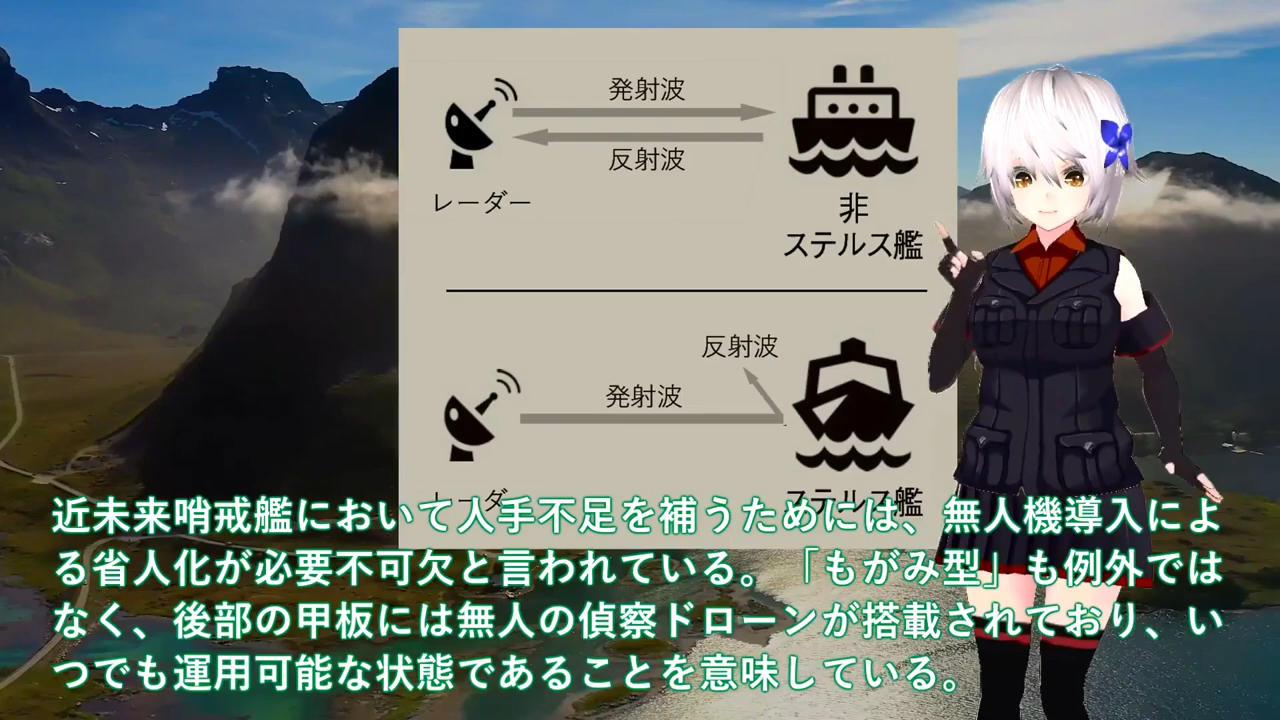 発射波
反射波
レーダー
非
ステルス艦
反射波
発射波
レーダー
ステルス艦
近未来哨戒艦において人手不足を補うためには、無人機導入によ
る省人化が必要不可欠と言われている。「もがみ型」も例外では
なく、後部の甲板には無人の偵察ドローンが搭載されており、い
つでも運用可能な状態であることを意味している。